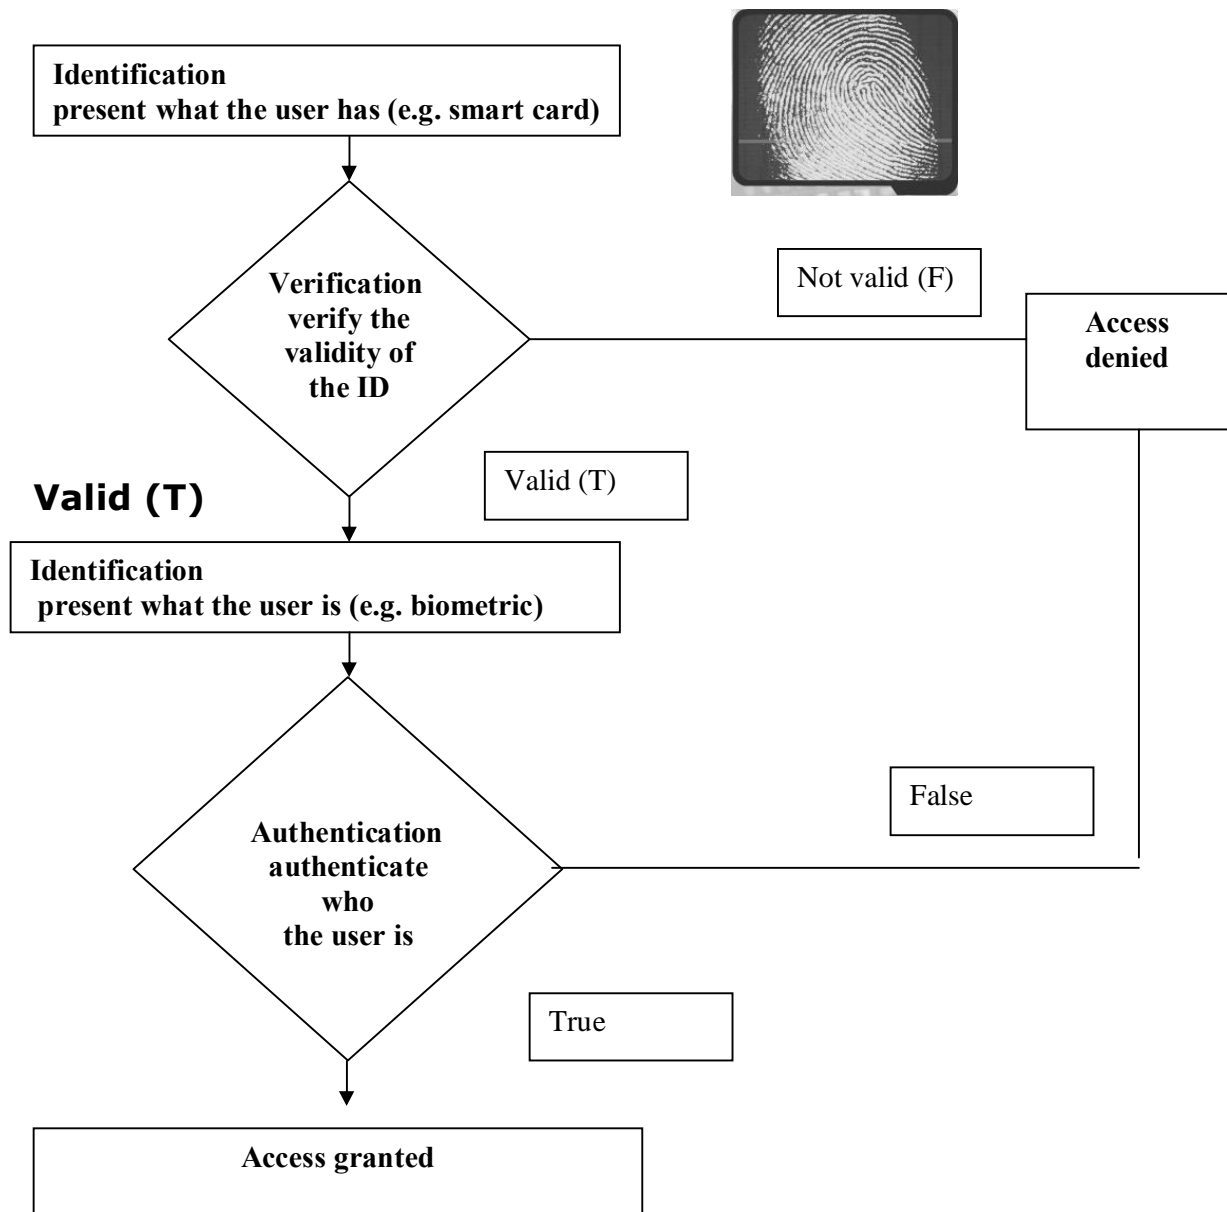 Identification
present what the user has (e.g. smart card)
Verification
verify the
validity of
the ID
Not valid (F)
Access
denied
Valid (T)
Valid (T)
Identification
present what the user is (e.g. biometric)
Authentication
authenticate
who
the user is
False
True
Access granted